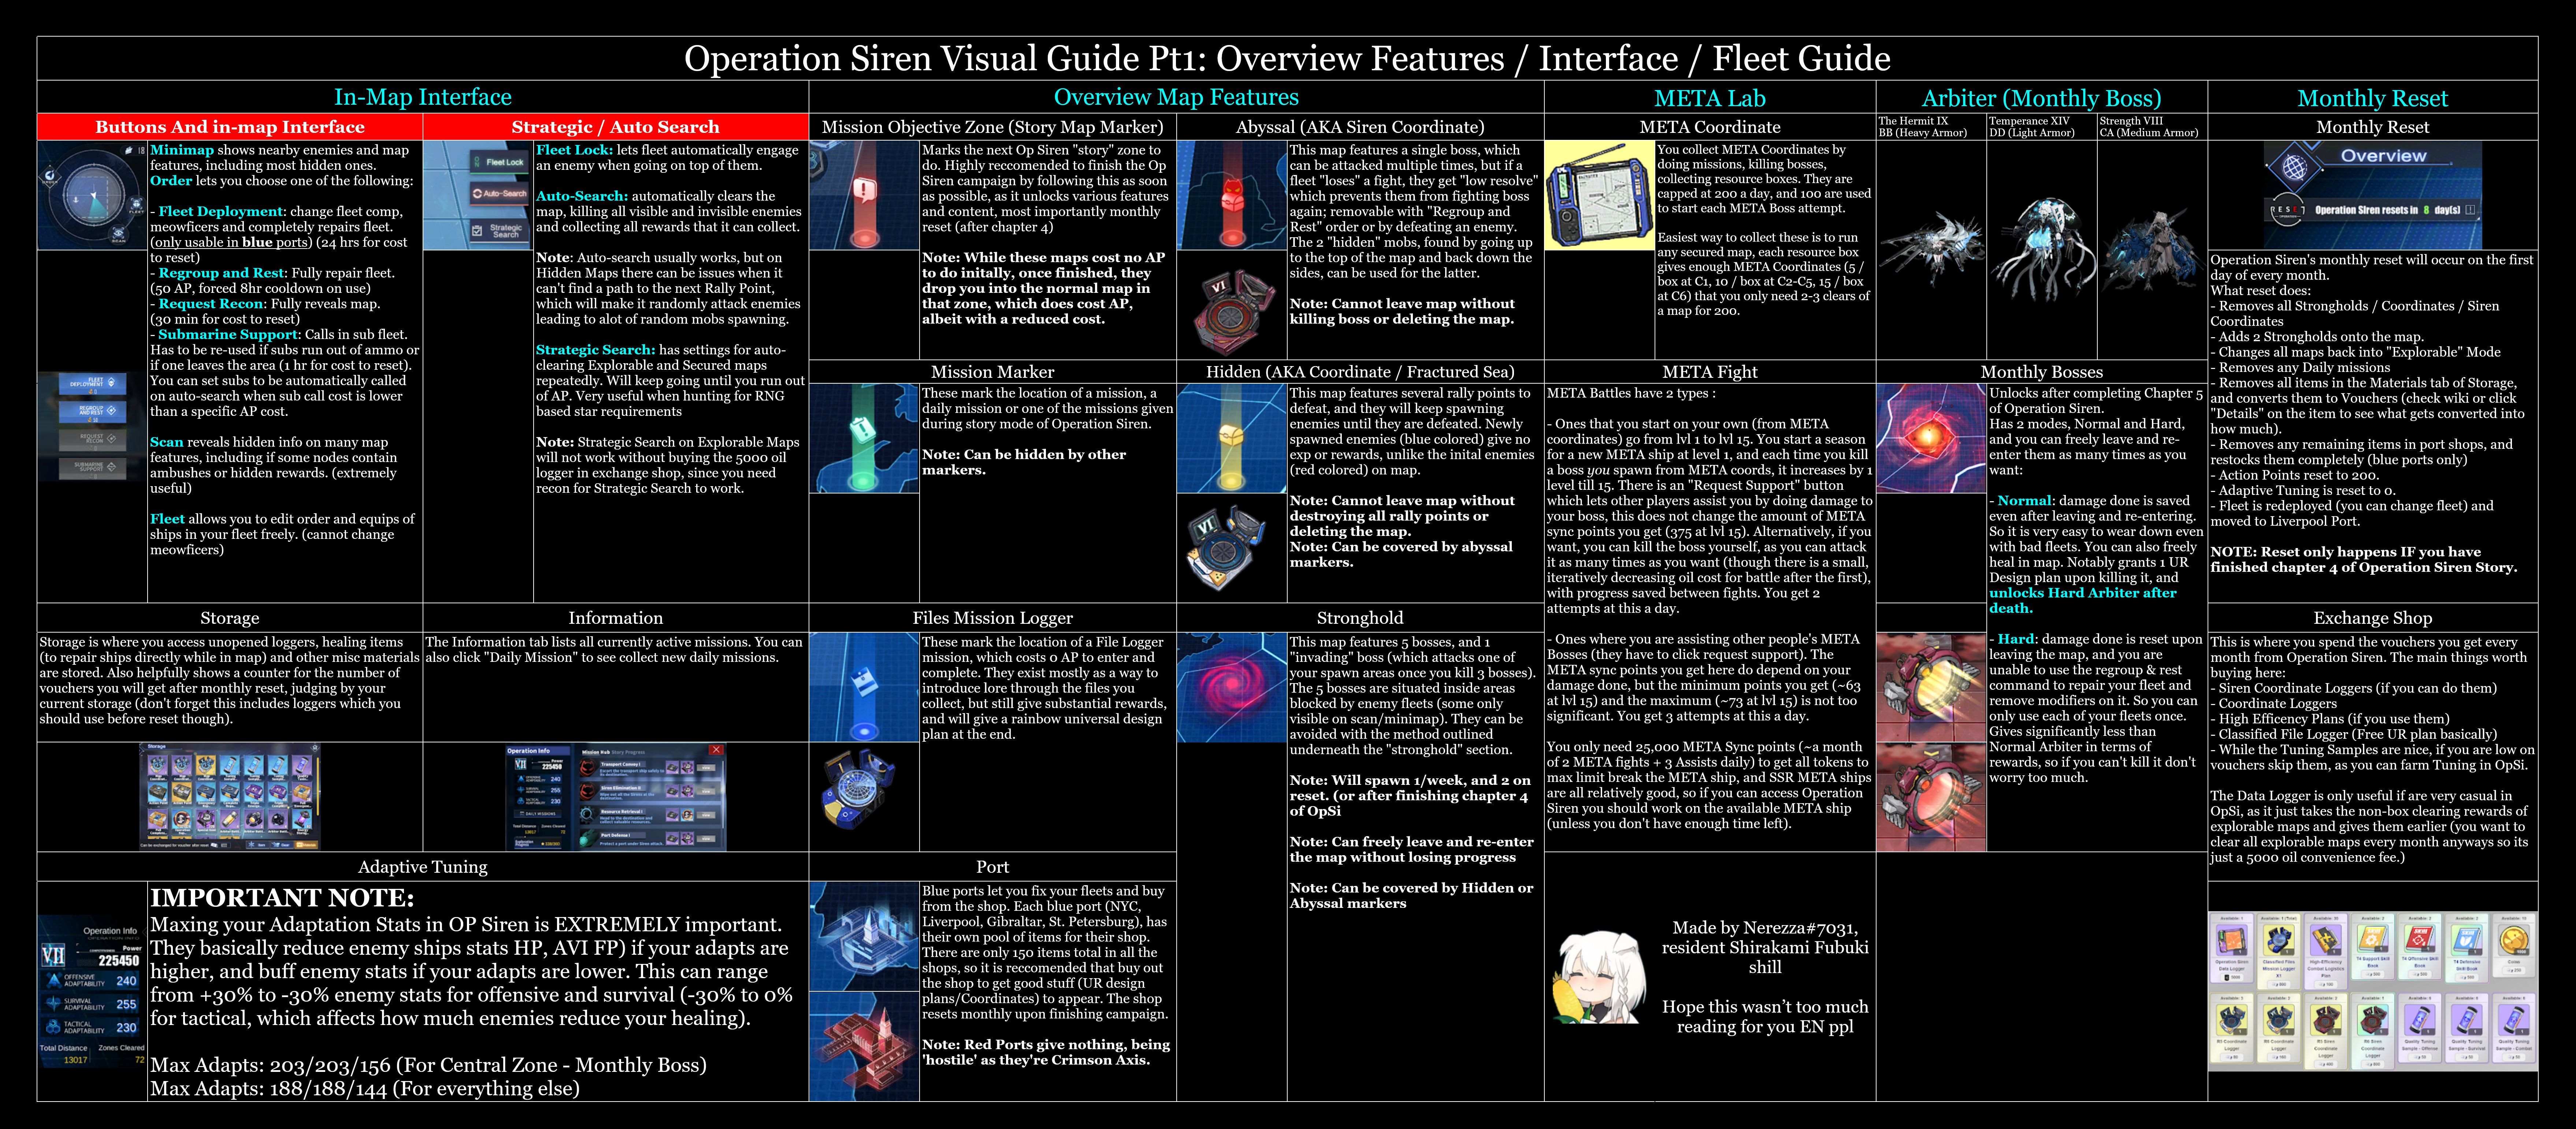 Operation Siren Visual Guide Pt1: Overview Features / Interface / Fleet Guide
In-Map Interface
Buttons And in-map Interface
18
FLEET
SCAN
Minimap shows nearby enemies and map
features, including most hidden ones.
Order lets you choose one of the following:
- Fleet Deployment: change fleet comp,
meowficers and completely repairs fleet.
(only usable in blue ports) (24 hrs for cost
to reset)
- Regroup and Rest: Fully repair fleet.
(50 AP, forced 8hr cooldown on use)
- Request Recon: Fully reveals map.
(30 min for cost to reset)
- Submarine Support: Calls in sub fleet.
Has to be re-used if subs run out of ammo or
if one leaves the area (1 hr for cost to reset).
You can set subs to be automatically called
on auto-search when sub call cost is lower
than a specific AP cost.
Scan reveals hidden info on many map
features, including if some nodes contain
ambushes or hidden rewards. (extremely
useful)
Fleet allows you to edit order and equips of
ships in your fleet freely. (cannot change
meowficers)
FLEET
DEPLOYMENT
REGROUP
AND REST
REQUEST
RECON
SUBMARINE
SUPPORT
Strategic / Auto Search
Fleet Lock
Auto-Search
Strategic
Search
Fleet Lock: lets fleet automatically engage
an enemy when going on top of them.
Auto-Search: automatically clears the
map, killing all visible and invisible enemies
and collecting all rewards that it can collect.
Note: Auto-search usually works, but on
Hidden Maps there can be issues when it
can't find a path to the next Rally Point,
which will make it randomly attack enemies
leading to alot of random mobs spawning.
Strategic Search: has settings for auto-
clearing Explorable and Secured maps
repeatedly. Will keep going until you run out
of AP. Very useful when hunting for RNG
based star requirements
Note: Strategic Search on Explorable Maps
will not work without buying the 5000 oil
logger in exchange shop, since you need
recon for Strategic Search to work.
Storage
Storage is where you access unopened loggers, healing items
(to repair ships directly while in map) and other misc materials
are stored. Also helpfully shows a counter for the number of
vouchers you will get after monthly reset, judging by your
current storage (don't forget this includes loggers which you
should use before reset though).
Storage
Information
The Information tab lists all currently active missions. You can
also click "Daily Mission" to see collect new daily missions.
Operation Info
VII
Power
225450
240
255
230
DAILY MISSIONS
Total Distance
13017
72
Mission Hub Story Progress
Transport Convoy I
Siren Elimination II
Resource Retrieval I
Port Defense I
Adaptive Tuning
Operation Info
VII
Power
225450
OFFENSIVE
ADAPTABILITY
240
SURVIVAL
ADAPTABILITY
255
TACTICAL
ADAPTABILITY
230
Total Distance
Zones Cleared
13017
72
IMPORTANT NOTE:
Maxing your Adaptation Stats in OP Siren is EXTREMELY important.
They basically reduce enemy ships stats HP, AVI FP) if your adapts are
higher, and buff enemy stats if your adapts are lower. This can range
from +30% to -30% enemy stats for offensive and survival (-30% to 0%
for tactical, which affects how much enemies reduce your healing).
Max Adapts: 203/203/156 (For Central Zone - Monthly Boss)
Max Adapts: 188/188/144 (For everything else)
Overview Map Features
Mission Objective Zone (Story Map Marker)
Marks the next Op Siren "story" zone to
do. Highly reccomended to finish the Op
Siren campaign by following this as soon
as possible, as it unlocks various features
and content, most importantly monthly
reset (after chapter 4)
Note: While these maps cost no AP
to do initally, once finished, they
drop you into the normal map in
that zone, which does cost AP,
albeit with a reduced cost.
Abyssal (AKA Siren Coordinate)
VI
This map features a single boss, which
can be attacked multiple times, but if a
fleet "loses" a fight, they get "low resolve"
which prevents them from fighting boss
again; removable with "Regroup and
Rest" order or by defeating an enemy.
The 2 "hidden" mobs, found by going up
to the top of the map and back down the
sides, can be used for the latter.
Note: Cannot leave map without
killing boss or deleting the map.
Mission Marker
These mark the location of a mission, a
daily mission or one of the missions given
during story mode of Operation Siren.
Note: Can be hidden by other
markers.
Hidden (AKA Coordinate / Fractured Sea)
VI
This map features several rally points to
defeat, and they will keep spawning
enemies until they are defeated. Newly
spawned enemies (blue colored) give no
exp or rewards, unlike the inital enemies
(red colored) on map.
Note: Cannot leave map without
destroying all rally points or
deleting the map.
Note: Can be covered by abyssal
markers.
Files Mission Logger
These mark the location of a File Logger
mission, which costs 0 AP to enter and
complete. They exist mostly as a way to
introduce lore through the files you
collect, but still give substantial rewards,
and will give a rainbow universal design
plan at the end.
Stronghold
This map features 5 bosses, and 1
"invading" boss (which attacks one of
your spawn areas once you kill 3 bosses).
The 5 bosses are situated inside areas
blocked by enemy fleets (some only
visible on scan/minimap). They can be
avoided with the method outlined
underneath the "stronghold" section.
Note: Will spawn 1/week, and 2 on
reset. (or after finishing chapter 4
of OpSi
Note: Can freely leave and re-enter
the map without losing progress
Note: Can be covered by Hidden or
Abyssal markers
Port
Blue ports let you fix your fleets and buy
from the shop. Each blue port (NYC,
Liverpool, Gibraltar, St. Petersburg), has
their own pool of items for their shop.
There are only 150 items total in all the
shops, so it is reccomended that buy out
the shop to get good stuff (UR design
plans/Coordinates) to appear. The shop
resets monthly upon finishing campaign.
Note: Red Ports give nothing, being
'hostile' as they're Crimson Axis.
META Lab
META Coordinate
You collect META Coordinates by
doing missions, killing bosses,
collecting resource boxes. They are
capped at 200 a day, and 100 are used
to start each META Boss attempt.
Easiest way to collect these is to run
any secured map, each resource box
gives enough META Coordinates (5 /
box at C1, 10 / box at C2-C5, 15 / box
at C6) that you only need 2-3 clears of
a map for 200.
META Fight
META Battles have 2 types :
- Ones that you start on your own (from META
coordinates) go from lvl 1 to lvl 15. You start a season
for a new META ship at level 1, and each time you kill
a boss you spawn from META coords, it increases by 1
level till 15. There is an "Request Support" button
which lets other players assist you by doing damage to
your boss, this does not change the amount of META
sync points you get (375 at lvl 15). Alternatively, if you
want, you can kill the boss yourself, as you can attack
it as many times as you want (though there is a small,
iteratively decreasing oil cost for battle after the first),
with progress saved between fights. You get 2
attempts at this a day.
- Ones where you are assisting other people's META
Bosses (they have to click request support). The
META sync points you get here do depend on your
damage done, but the minimum points you get (~63
at lvl 15) and the maximum (~73 at lvl 15) is not too
significant. You get 3 attempts at this a day.
You only need 25,000 META Sync points (~a month
of 2 META fights + 3 Assists daily) to get all tokens to
max limit break the META ship, and SSR META ships
are all relatively good, so if you can access Operation
Siren you should work on the available META ship
(unless you don't have enough time left).
Made by Nerezza#7031,
resident Shirakami Fubuki
shill
Hope this wasn't too much
reading for you EN ppl
Arbiter (Monthly Boss)
The Hermit IX
BB (Heavy Armor)
Temperance XIV
DD (Light Armor)
Strength VIII
CA (Medium Armor)
Monthly Bosses
Unlocks after completing Chapter 5
of Operation Siren.
Has 2 modes, Normal and Hard,
and you can freely leave and re-
enter them as many times as you
want:
- Normal: damage done is saved
even after leaving and re-entering.
So it is very easy to wear down even
with bad fleets. You can also freely
heal in map. Notably grants 1 UR
Design plan upon killing it, and
unlocks Hard Arbiter after
death.
- Hard: damage done is reset upon
leaving the map, and you are
unable to use the regroup & rest
command to repair your fleet and
remove modifiers on it. So you can
only use each of your fleets once.
Gives significantly less than
Normal Arbiter in terms of
rewards, so if you can't kill it don't
worry too much.
Monthly Reset
Monthly Reset
Overview
RESET
Operation Siren resets in 8 day(s)
Operation Siren's monthly reset will occur on the first
day of every month.
What reset does:
- Removes all Strongholds / Coordinates / Siren
Coordinates
- Adds 2 Strongholds onto the map.
- Changes all maps back into "Explorable" Mode
- Removes any Daily missions
- Removes all items in the Materials tab of Storage,
and converts them to Vouchers (check wiki or click
"Details" on the item to see what gets converted into
how much).
- Removes any remaining items in port shops, and
restocks them completely (blue ports only)
- Action Points reset to 200.
- Adaptive Tuning is reset to 0.
- Fleet is redeployed (you can change fleet) and
moved to Liverpool Port.
NOTE: Reset only happens IF you have
finished chapter 4 of Operation Siren Story.
Exchange Shop
This is where you spend the vouchers you get every
month from Operation Siren. The main things worth
buying here:
- Siren Coordinate Loggers (if you can do them)
- Coordinate Loggers
- High Efficency Plans (if you use them)
- Classified File Logger (Free UR plan basically)
- While the Tuning Samples are nice, if you are low on
vouchers skip them, as you can farm Tuning in OpSi.
The Data Logger is only useful if are very casual in
OpSi, as it just takes the non-box clearing rewards of
explorable maps and gives them earlier (you want to
clear all explorable maps every month anyways so its
just a 5000 oil convenience fee.)
Operation Siren
Data Logger
Classified Files
Mission Logger
High-Efficiency
Combat Logistics
Plan
T4 Support Skill
Book
T4 Offense Skill
Book
T4 Defense
Skill Book
Coins
Coordinate
Logger
Siren
Coordinate
Logger
Quality Tuning
Sample - Offense
Quality Tuning
Sample - Survival
Quality Tuning
Sample - Combat